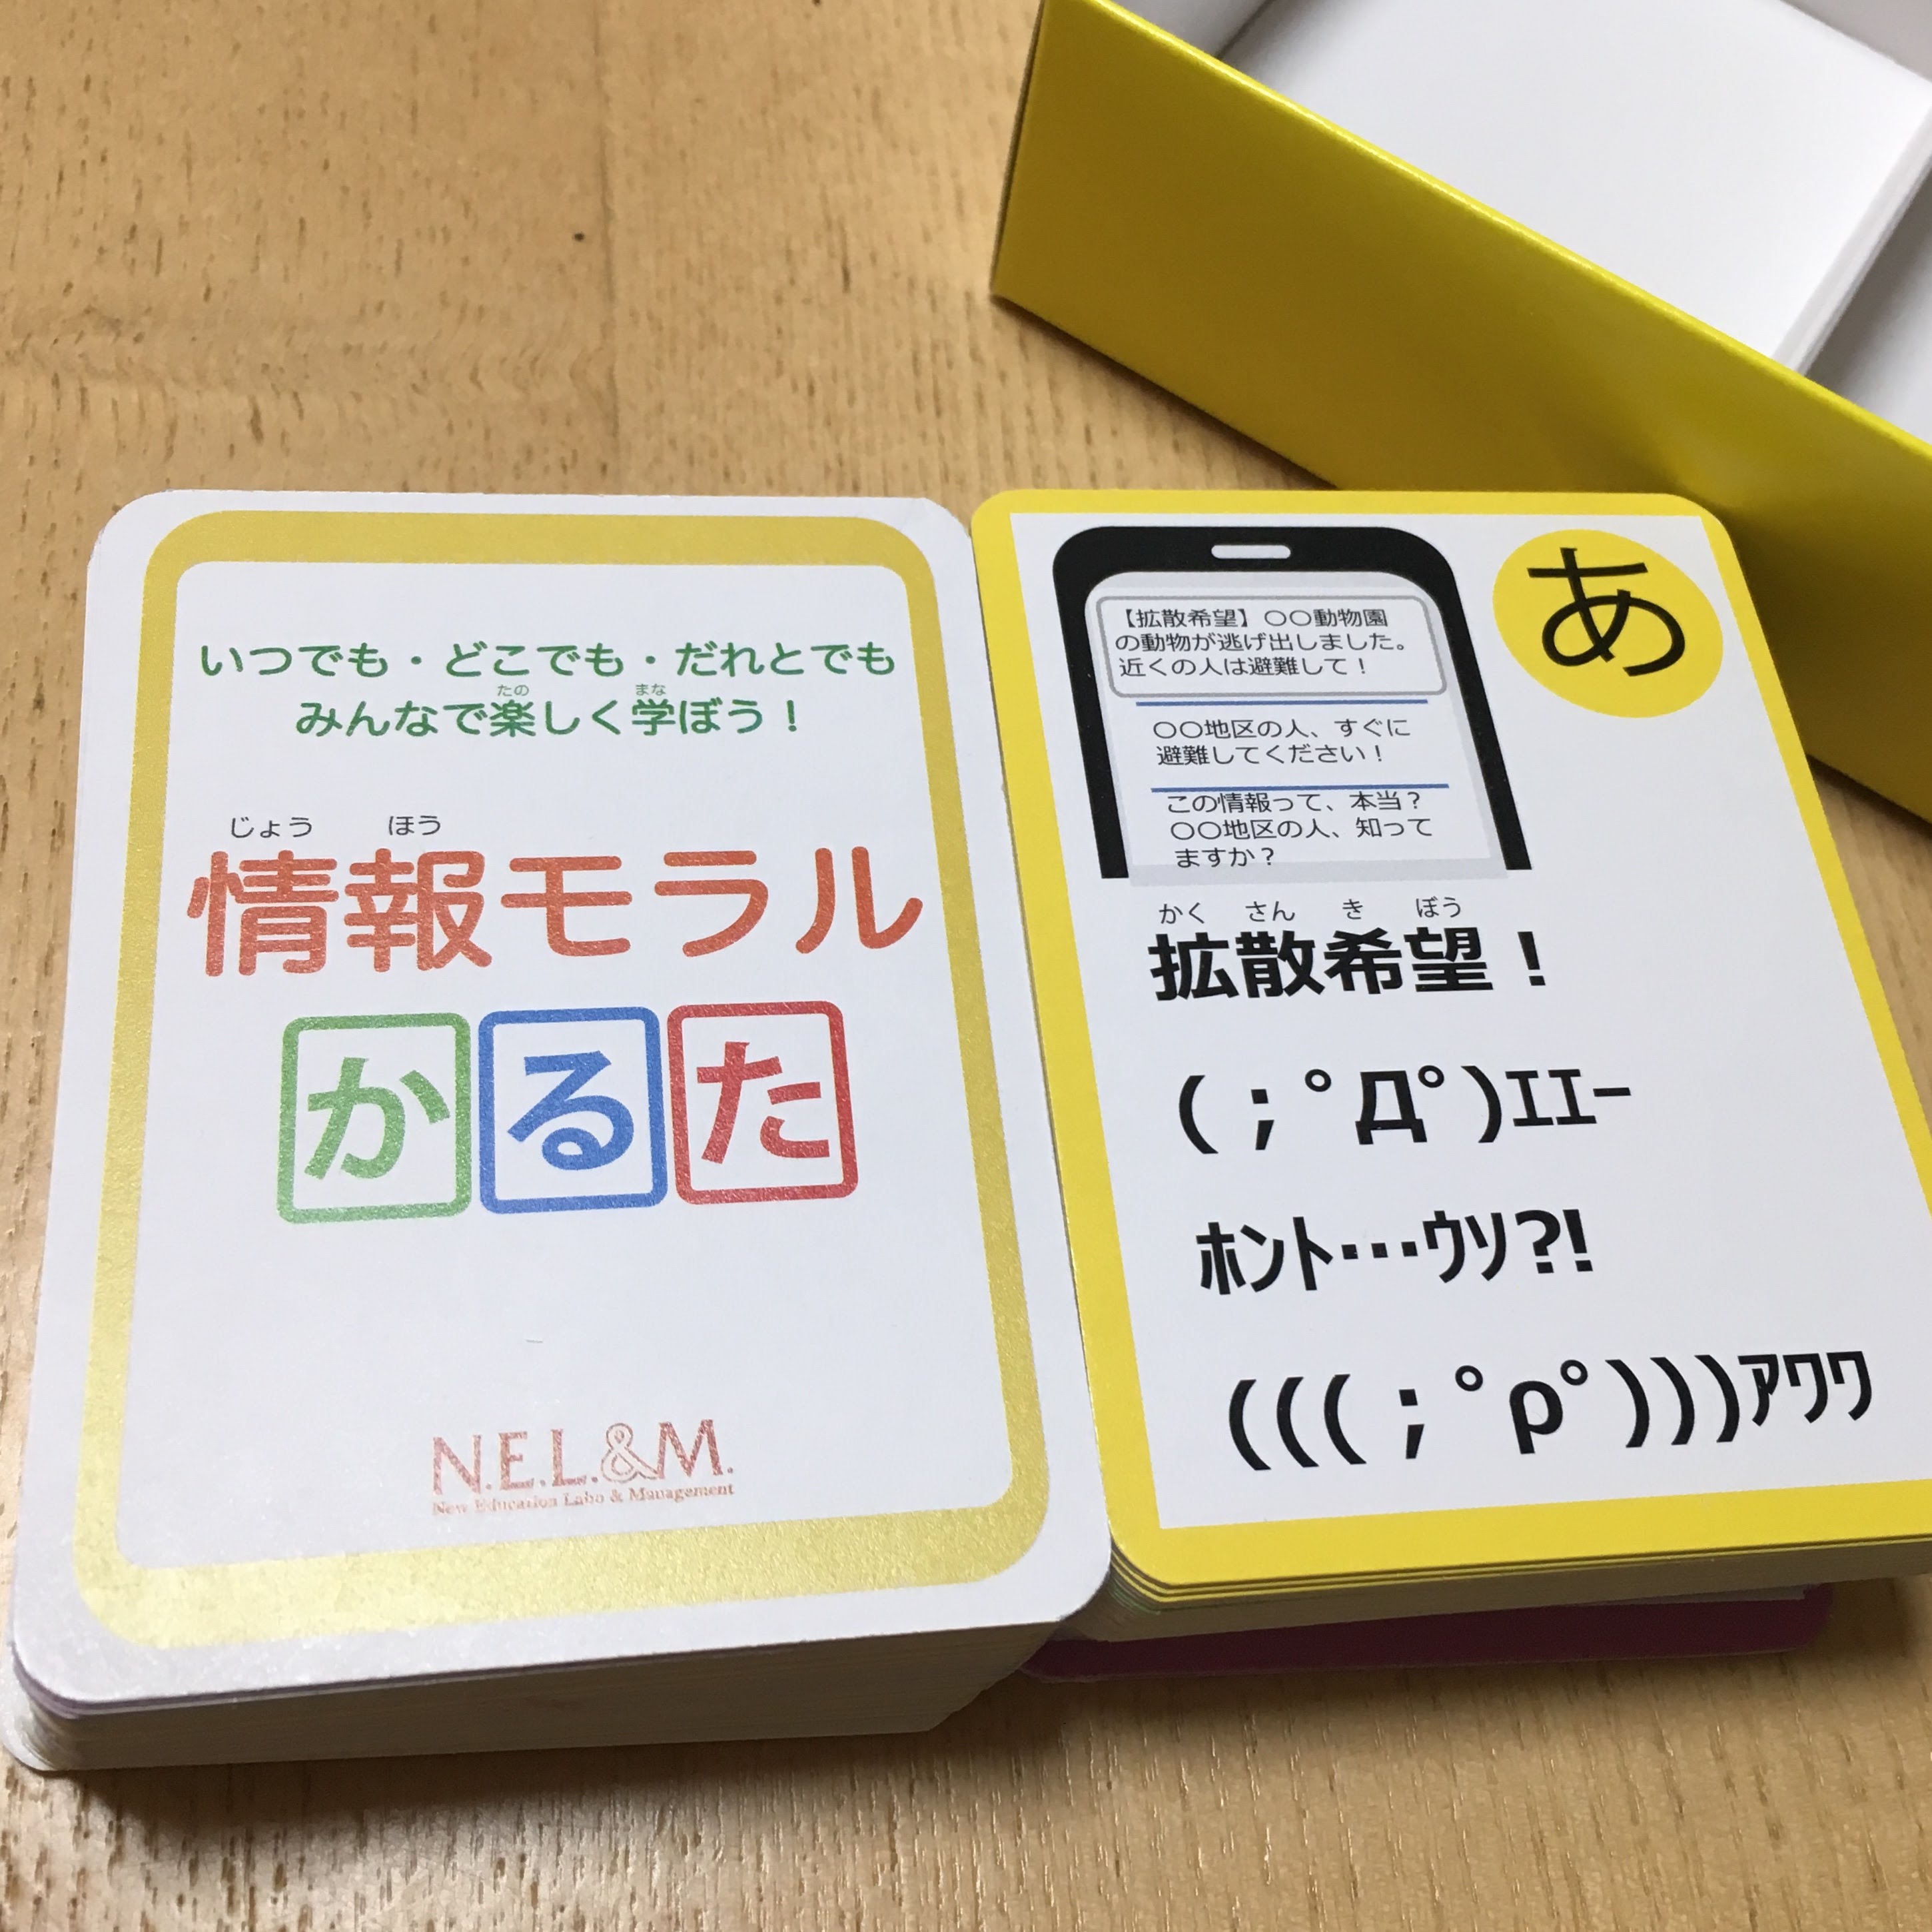 いつでも・どこでも・だれとでも
たの まな
みんなで楽しく学ぼう！
じょう ほう
情報モラル
かるた
N.E.L.&M.
New Education Labo & Management
あ
【拡散希望】〇〇動物園
の動物が逃げ出しました。
近くの人は避難して！
〇〇地区の人、すぐに
避難してください！
この情報って、本当？
〇〇地区の人、知って
ますか？
かく さん き ぼう
拡散希望！
(；ﾟДﾟ)ｴｴｰ
ﾎﾝﾄ…ｳｿ?!
(((；ﾟρﾟ)))ｱﾜﾜ